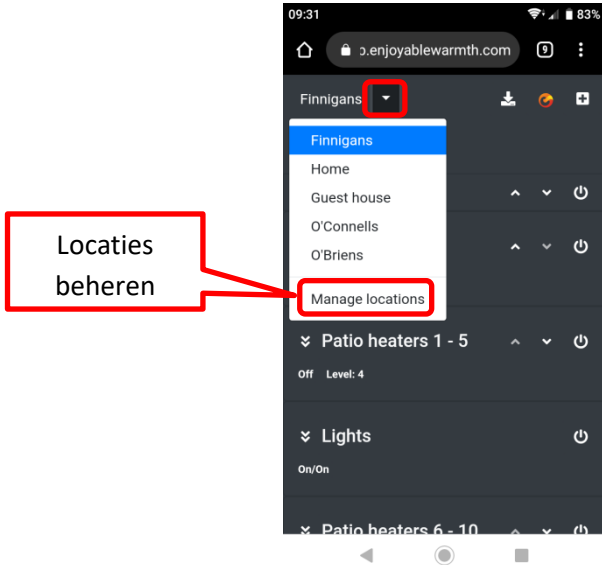 09:31
83%
ɔ.enjoyablewarmth.com
9
Finnigans
Finnigans
Home
Guest house
O'Connells
O'Briens
Manage locations
Locaties
beheren
Patio heaters 1 - 5
Off Level: 4
Lights
On/On
Patio heaters 6 - 10